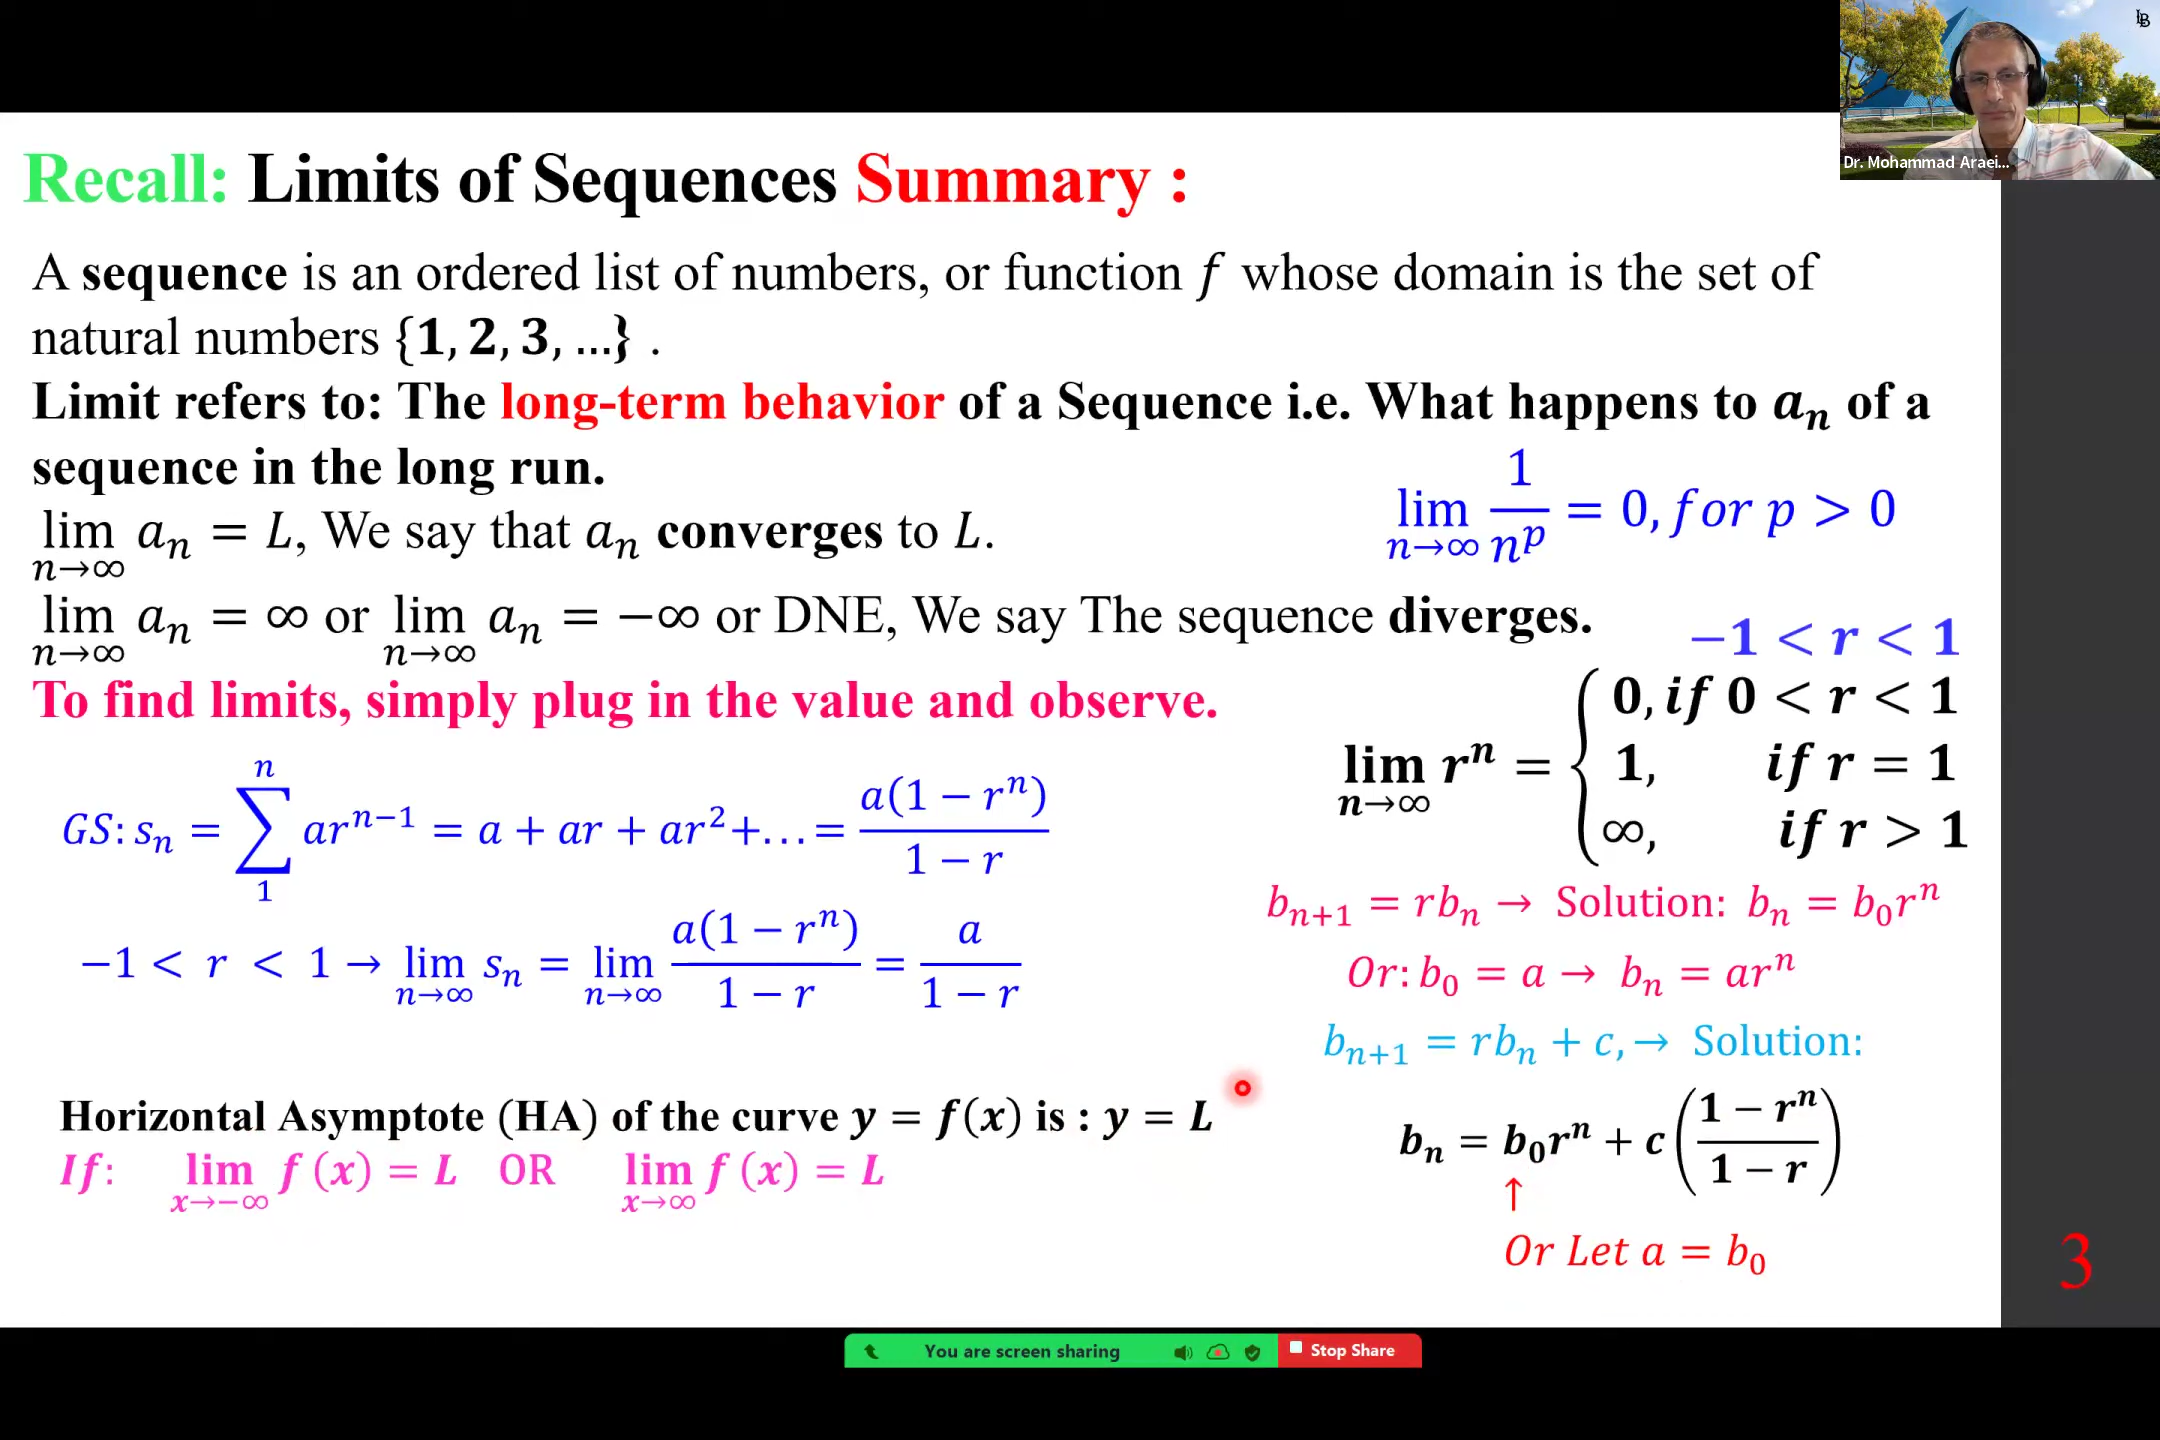 LB
Dr. Mohammad Araei...
Recall: Limits of Sequences Summary :
A sequence is an ordered list of numbers, or function f whose domain is the set of
natural numbers {1, 2, 3, …} .
Limit refers to: The long-term behavior of a Sequence i.e. What happens to aₙ of a
sequence in the long run.
lim n→∞ 1/nᵖ = 0, for p > 0
lim n→∞ aₙ = L, We say that aₙ converges to L.
lim n→∞ aₙ = ∞ or lim n→∞ aₙ = −∞ or DNE, We say The sequence diverges.
−1 < r < 1
To find limits, simply plug in the value and observe.
lim n→∞ rⁿ = { 0, if 0 < r < 1
1, if r = 1
∞, if r > 1
GS: sₙ = ∑₁ⁿ arⁿ⁻¹ = a + ar + ar² +… = a(1 − rⁿ)/(1 − r)
−1 < r < 1 → lim n→∞ sₙ = lim n→∞ a(1 − rⁿ)/(1 − r) = a/(1 − r)
bₙ₊₁ = rbₙ → Solution: bₙ = b₀rⁿ
Or: b₀ = a → bₙ = arⁿ
bₙ₊₁ = rbₙ + c, → Solution:
bₙ = b₀rⁿ + c((1 − rⁿ)/(1 − r))
↑
Or Let a = b₀
Horizontal Asymptote (HA) of the curve y = f(x) is : y = L
If: lim x→−∞ f (x) = L OR lim x→∞ f (x) = L
3
You are screen sharing
Stop Share